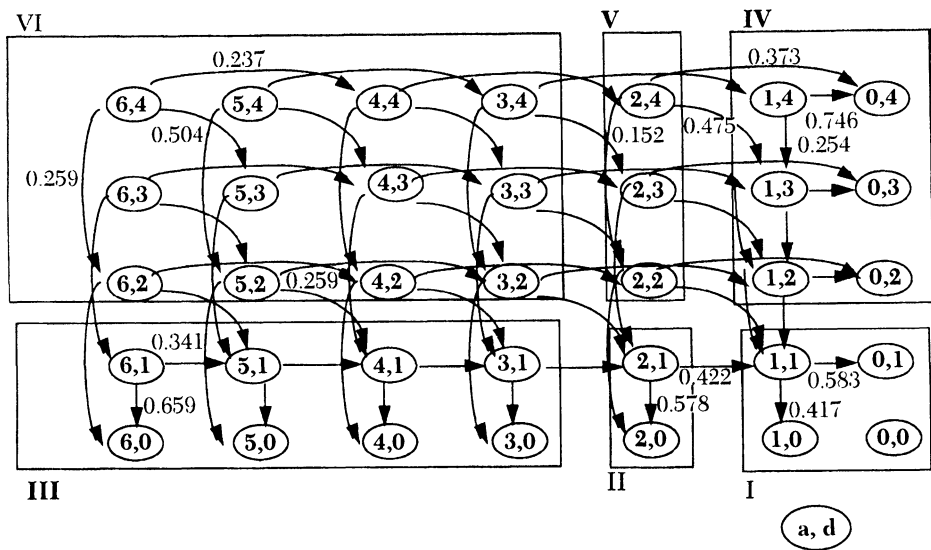 VI V IV
0.237 0.373
6,4 5,4 4,4 3,4 2,4 1,4 0,4
0.504 0.152 0.475 0.746
0.254
0.259
6,3 5,3 4,3 3,3 2,3 1,3 0,3
6,2 5,2 0.259 4,2 3,2 2,2 1,2 0,2
0.341
6,1 5,1 4,1 3,1 2,1 0.422 1,1 0.583 0,1
0.659 0.578 0.417
6,0 5,0 4,0 3,0 2,0 1,0 0,0
III II I
a, d